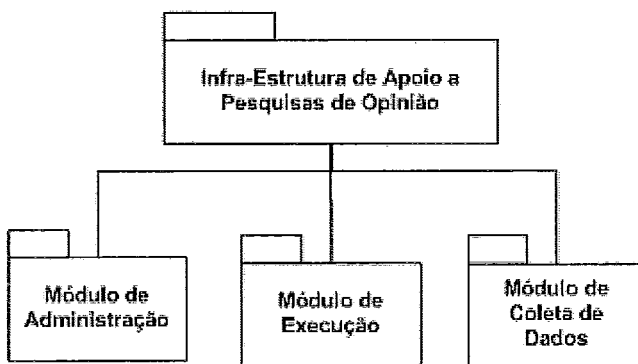 Infra-Estrutura de Apoio a
Pesquisas de Opinião
Módulo de
Administração
Módulo de
Execução
Módulo de
Coleta de
Dados